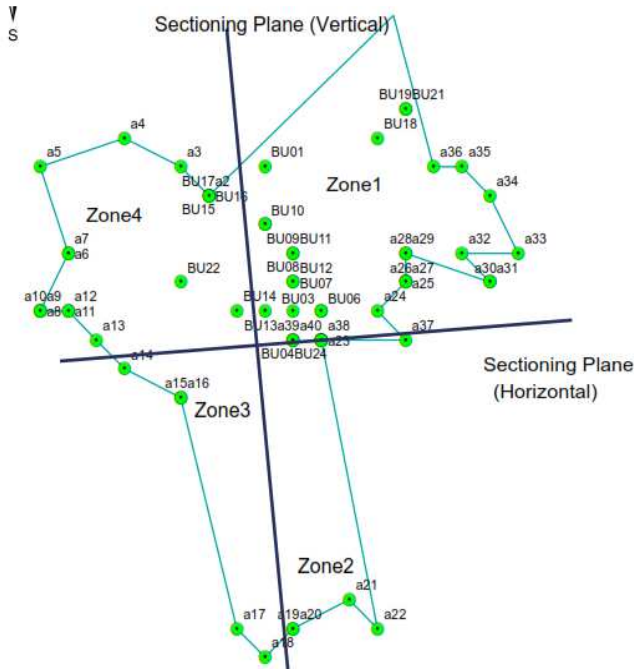 S
Sectioning Plane (Vertical)
BU19BU21
BU18
a4
a5
a3
BU01
a36
a35
BU17a2
BU16
BU15
Zone1
a34
Zone4
BU10
a7
a6
BU09BU11
a28a29
a32
a33
BU22
BU08
BU12
BU07
a26a27
a25
a30a31
a10a9
a8
a12
a11
BU14
BU03
BU06
a24
a13
BU13a39a40
a38
a23
a37
BU04BU24
a14
Sectioning Plane
(Horizontal)
a15a16
Zone3
Zone2
a21
a17
a19a20
a22
a18